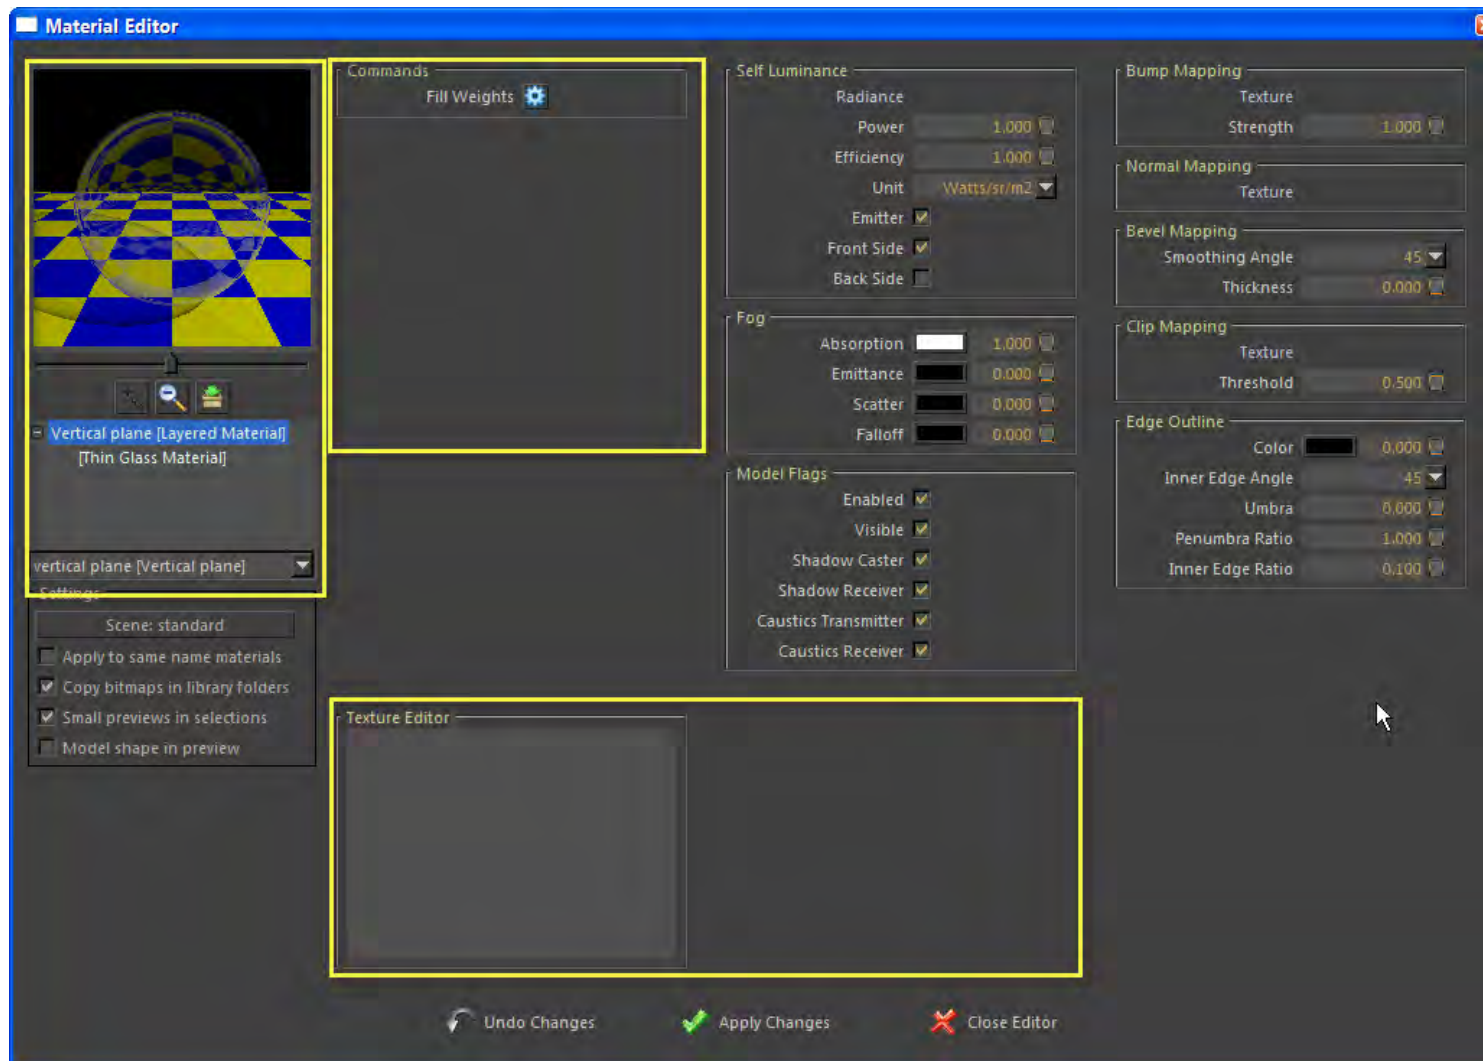 Material Editor
Vertical plane [Layered Material]
[Thin Glass Material]
vertical plane [Vertical plane]
Settings
Scene: standard
Apply to same name materials
Copy bitmaps in library folders
Small previews in selections
Model shape in preview
Commands
Fill Weights
Self Luminance
Radiance
Power 1.000
Efficiency 1.000
Unit Watts/sr/m2
Emitter
Front Side
Back Side
Fog
Absorption 1.000
Emittance 0.000
Scatter 0.000
Falloff 0.000
Model Flags
Enabled
Visible
Shadow Caster
Shadow Receiver
Caustics Transmitter
Caustics Receiver
Bump Mapping
Texture
Strength 1.000
Normal Mapping
Texture
Bevel Mapping
Smoothing Angle 45
Thickness 0.000
Clip Mapping
Texture
Threshold 0.500
Edge Outline
Color 0.000
Inner Edge Angle 45
Umbra 0.000
Penumbra Ratio 1.000
Inner Edge Ratio 0.100
Texture Editor
Undo Changes
Apply Changes
Close Editor